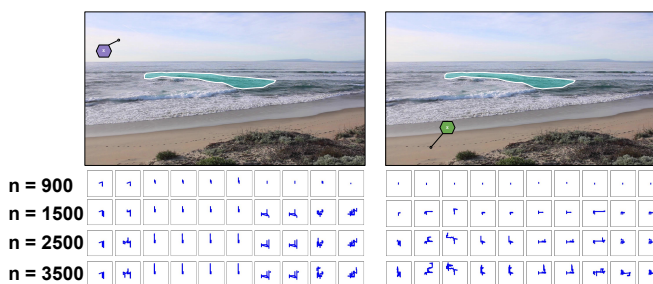 n = 900
n = 1500
n = 2500
n = 3500